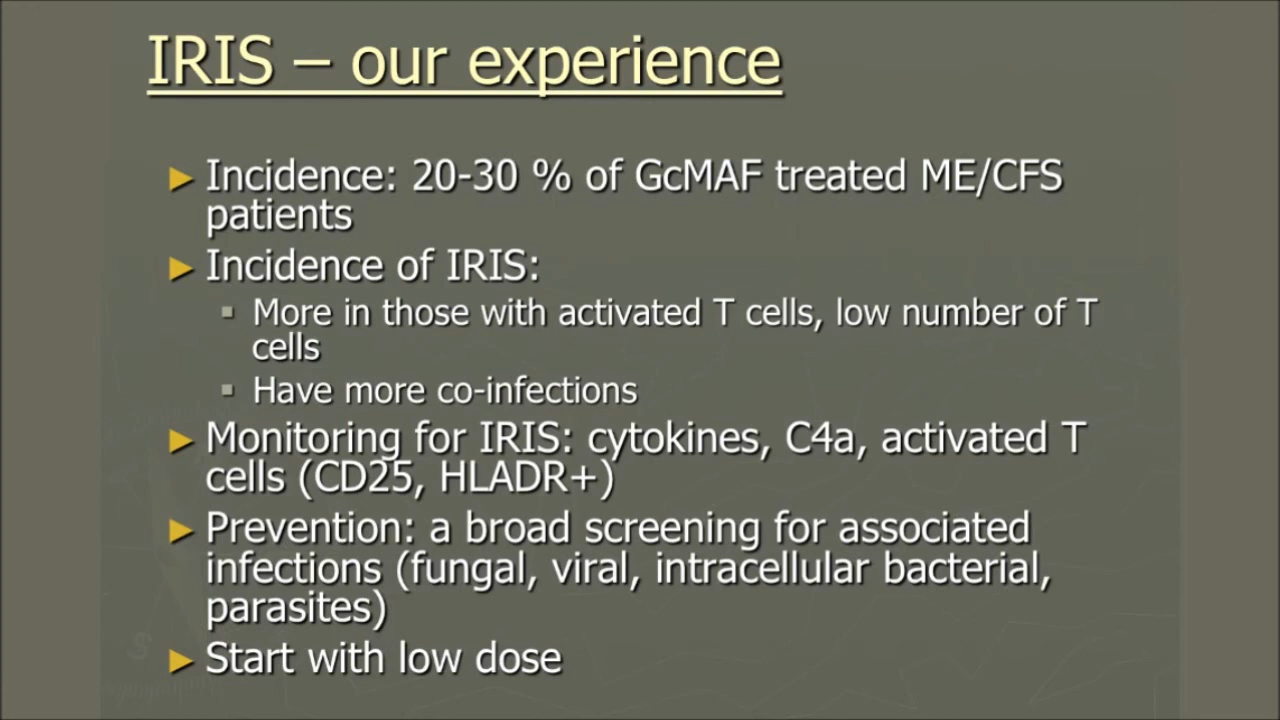 IRIS – our experience
► Incidence: 20-30 % of GcMAF treated ME/CFS
patients
► Incidence of IRIS:
▪ More in those with activated T cells, low number of T
cells
▪ Have more co-infections
► Monitoring for IRIS: cytokines, C4a, activated T
cells (CD25, HLADR+)
► Prevention: a broad screening for associated
infections (fungal, viral, intracellular bacterial,
parasites)
► Start with low dose